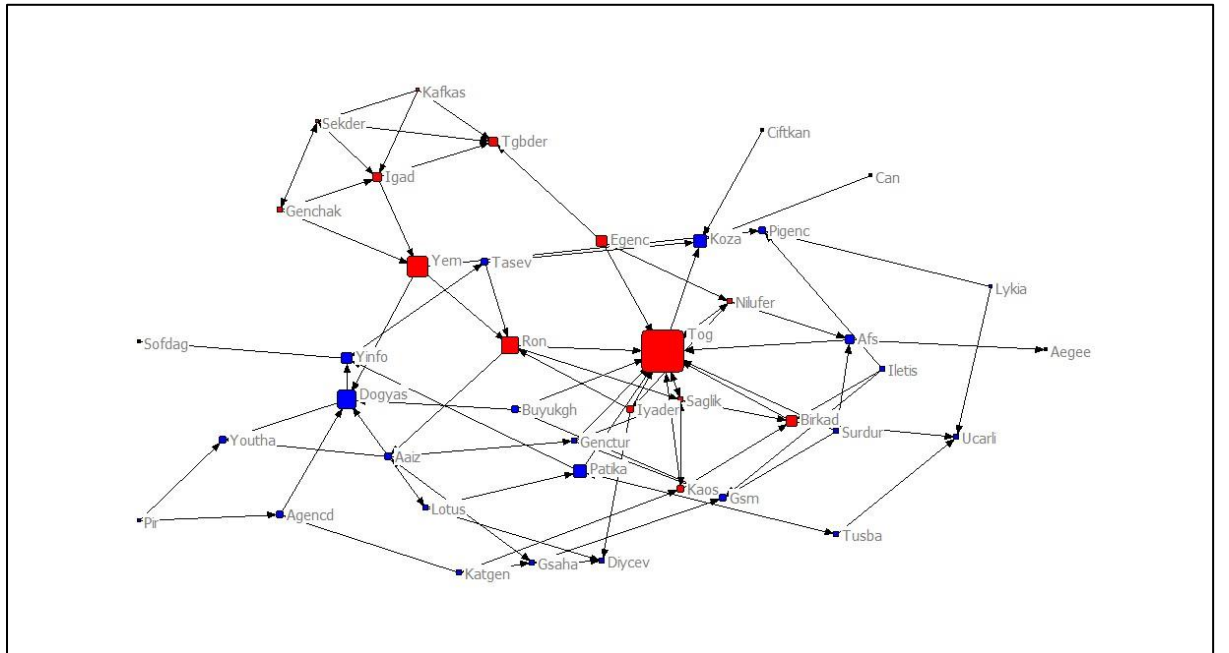 Kafkas
Sekder
Ciftkan
Tgbder
Igad
Can
Genchak
Egenc
Koza
Pigenc
Yem
Tasev
Lykia
Nilufer
Sofdag
Ron
Tog
Afs
Aegee
Yinfo
Iletis
Dogyas
Buyukgh
Iyader
Saglik
Birkad
Surdur
Youtha
Genctur
Ucarli
Aaiz
Patika
Kaos
Gsm
Pir
Agencd
Lotus
Tusba
Katgen
Gsaha
Diycev